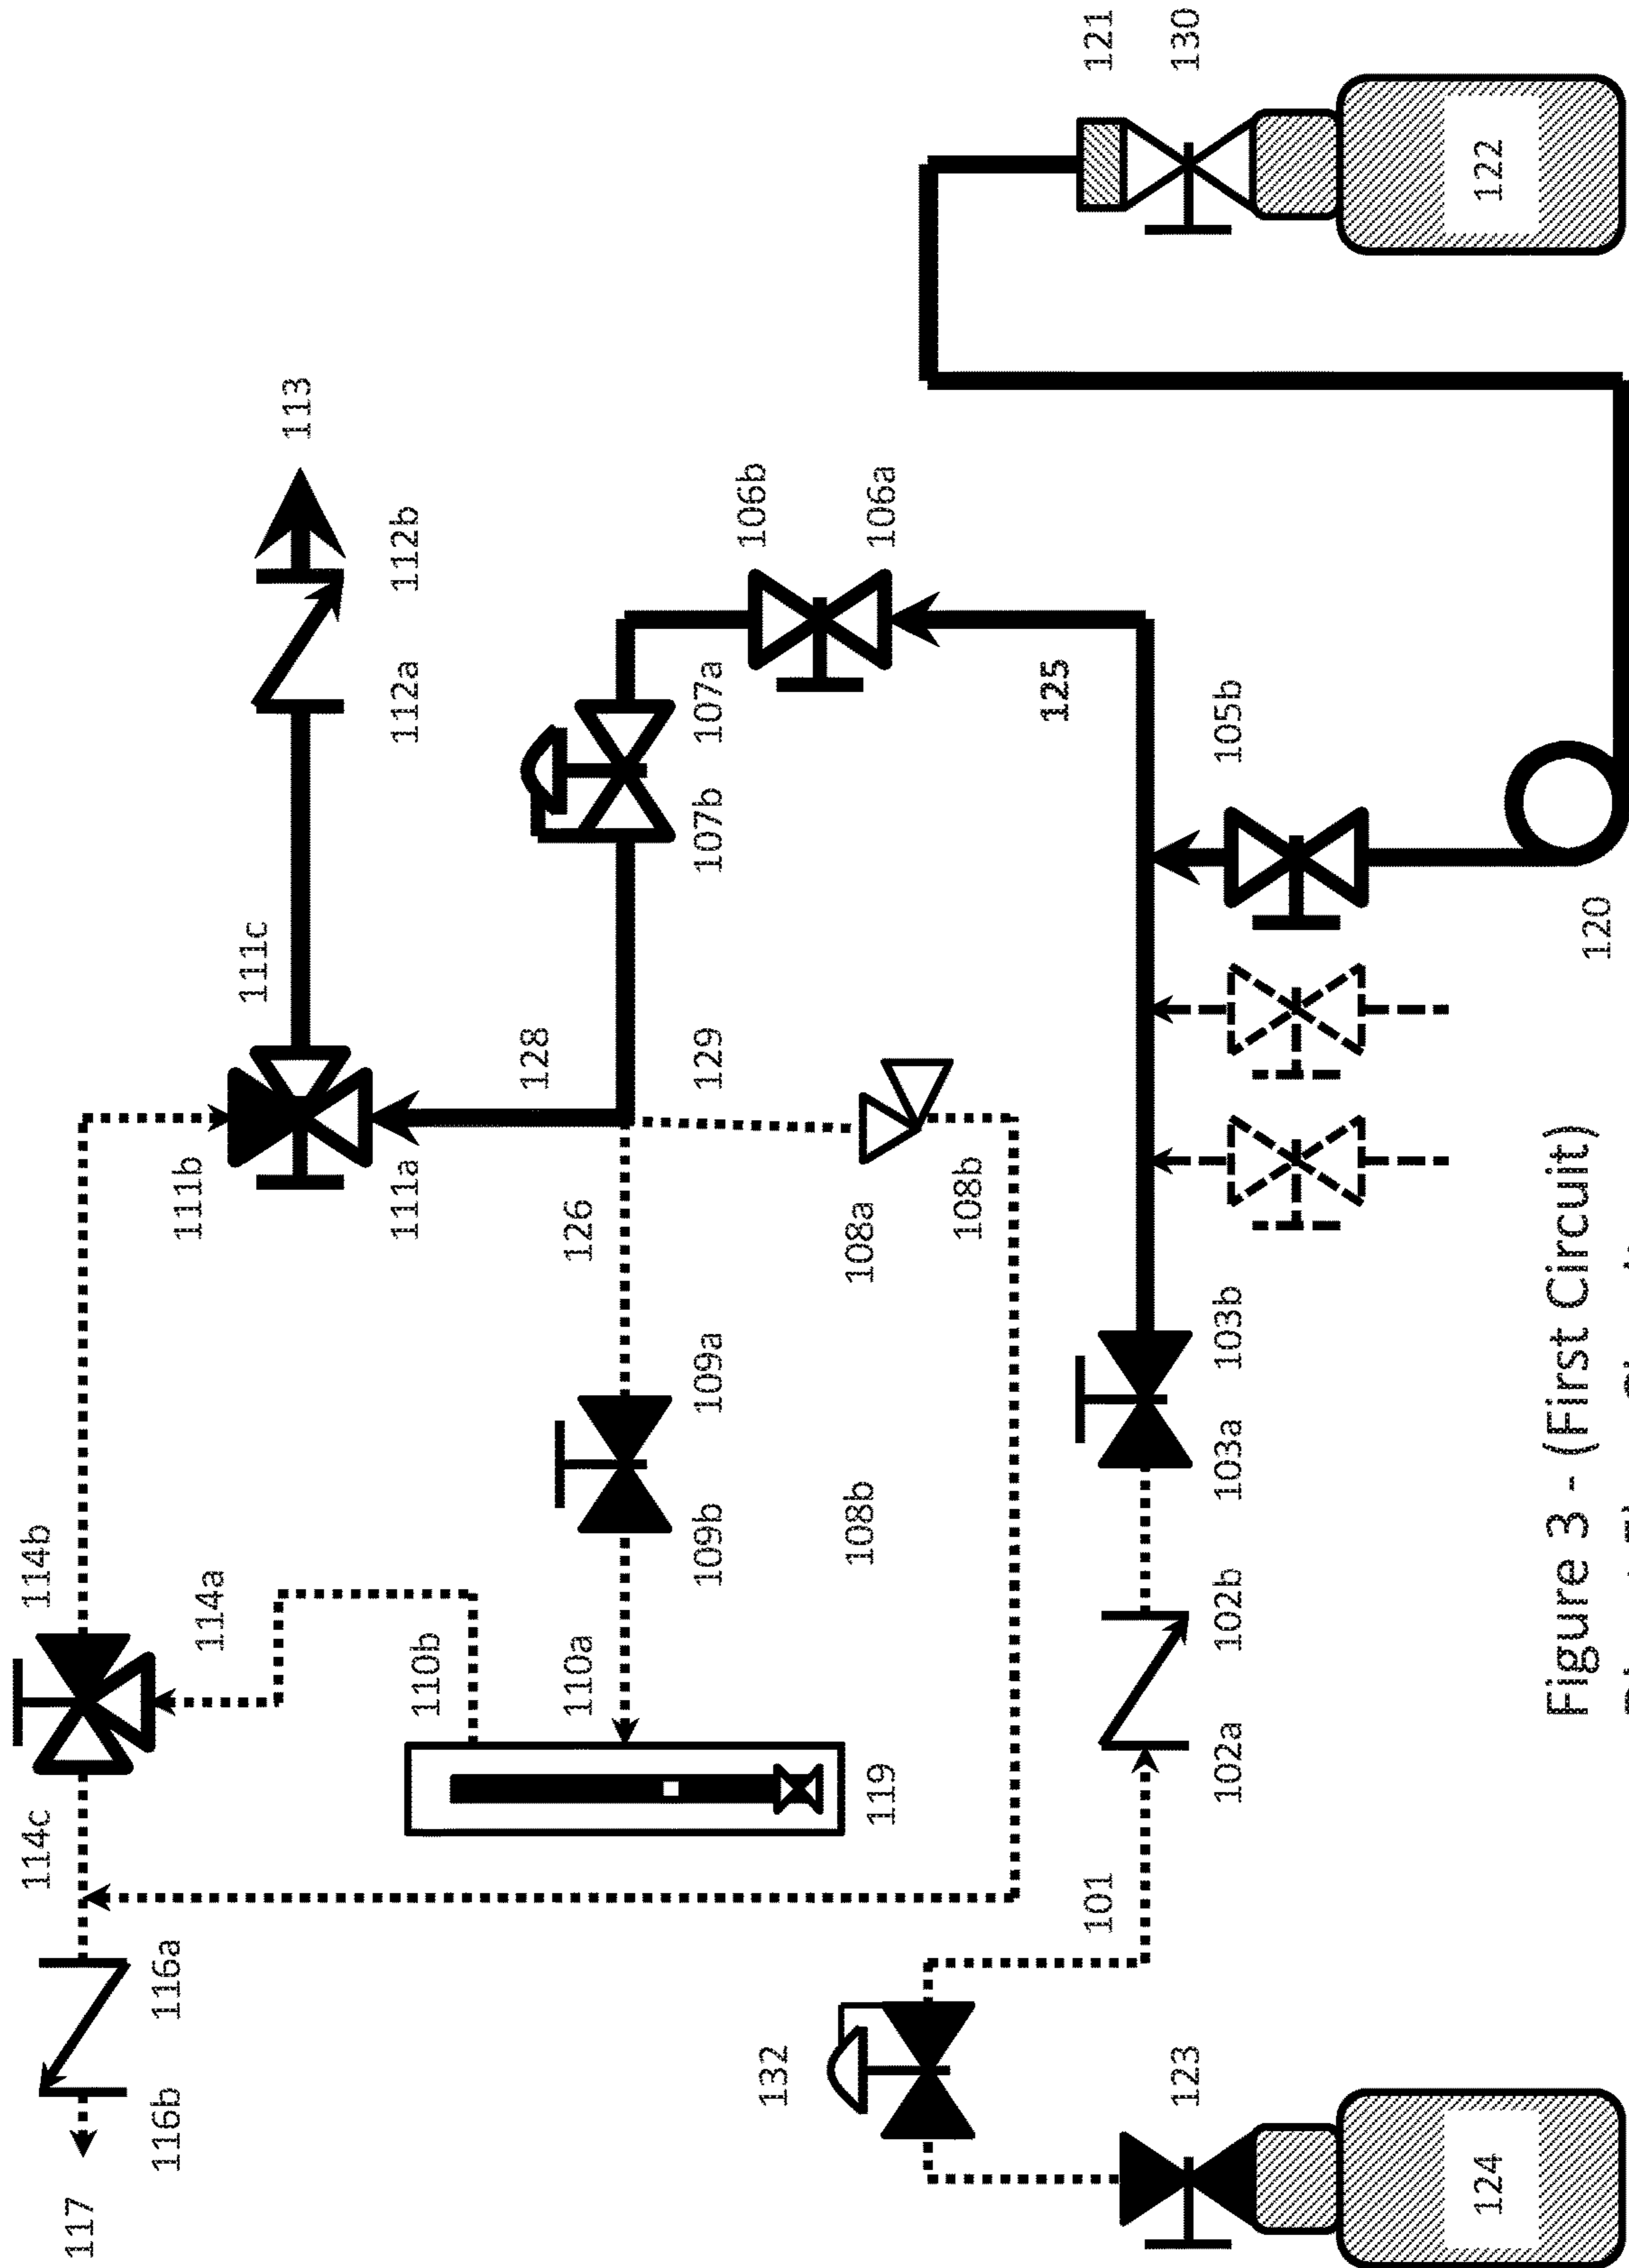 114c
114b
117
116b
116a
111b
114a
111c
113
111a
112a
112b
110b
128
110a
126
109b
109a
129
107b
107a
106b
132
108b
108a
106a
119
108b
125
101
121
123
130
102a
102b
103a
103b
105b
124
122
Figure 3 - (First Circuit)
120